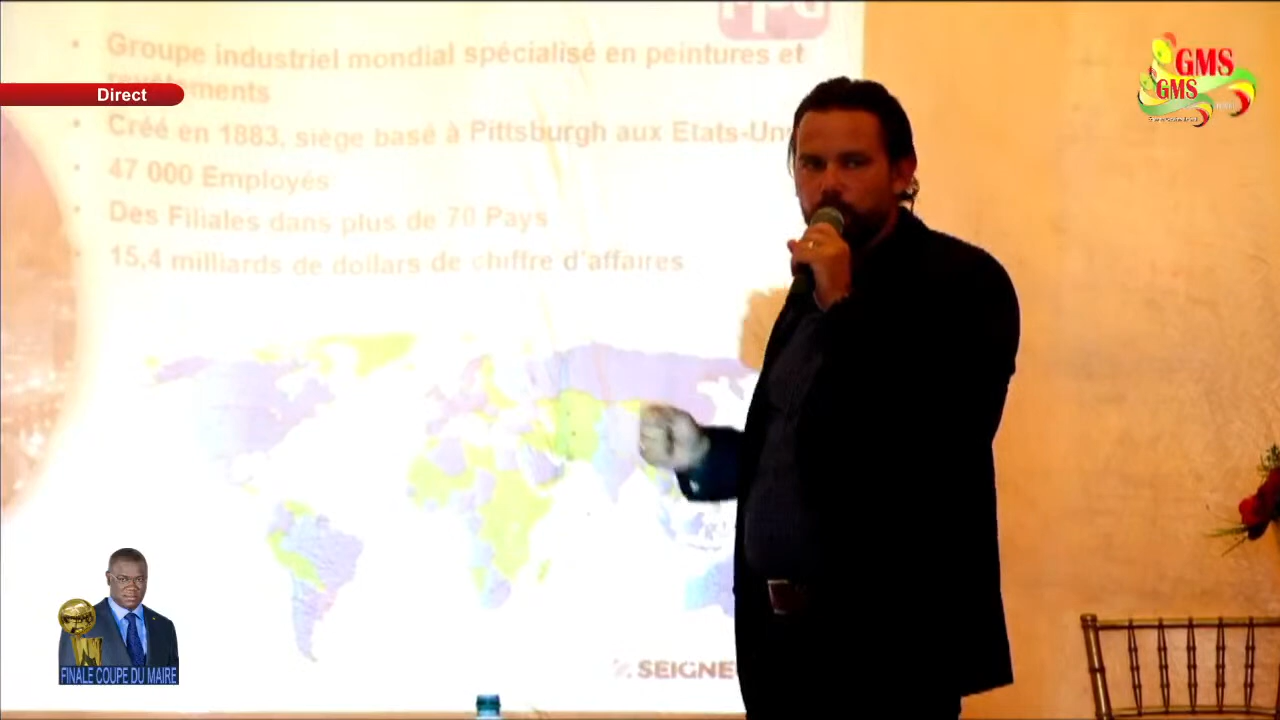 PPG
Groupe industriel mondial spécialisé en peintures et
revêtements
Direct
GMS
GMS
Créé en 1883, siège basé à Pittsburgh aux Etats-Un
47 000 Employés
Des Filiales dans plus de 70 Pays
15,4 milliards de dollars de chiffre d'affaires
SEIGNE
FINALE COUPE DU MAIRE